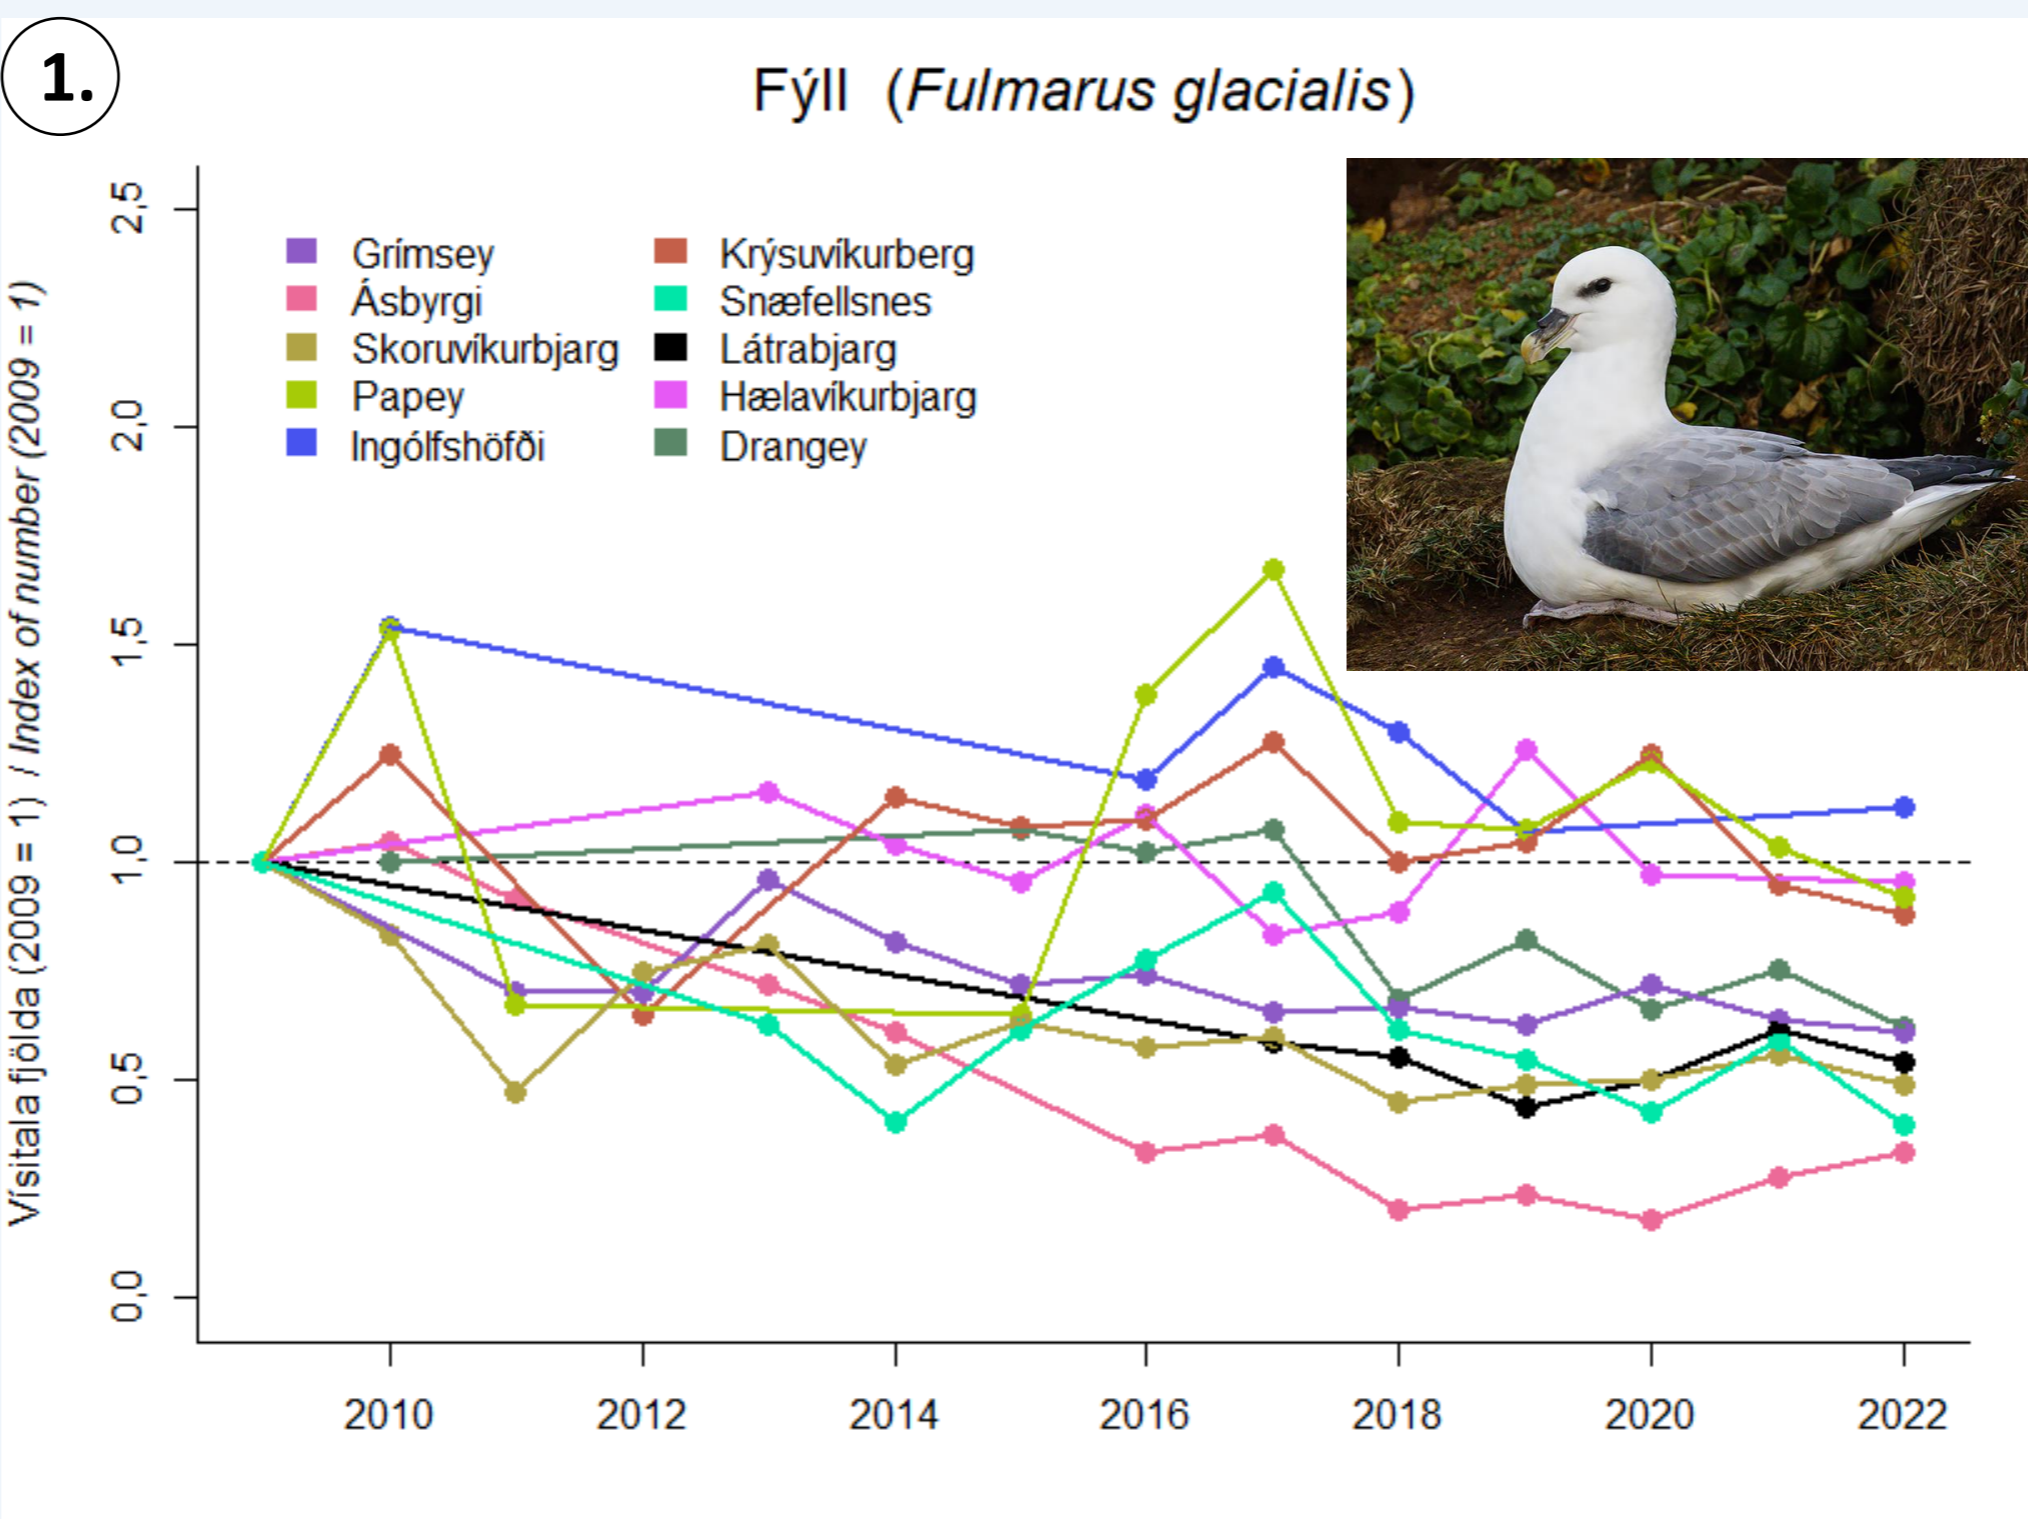 1.
Fýll (Fulmarus glacialis)
Vísitala fjölda (2009 = 1) / Index of number (2009 = 1)
2,5
2,0
1,5
1,0
0,5
0,0
Grímsey
Ásbyrgi
Skoruvíkurbjarg
Papey
Ingólfshöfði
Krýsuvíkurberg
Snæfellsnes
Látrabjarg
Hælavíkurbjarg
Drangey
2010 2012 2014 2016 2018 2020 2022